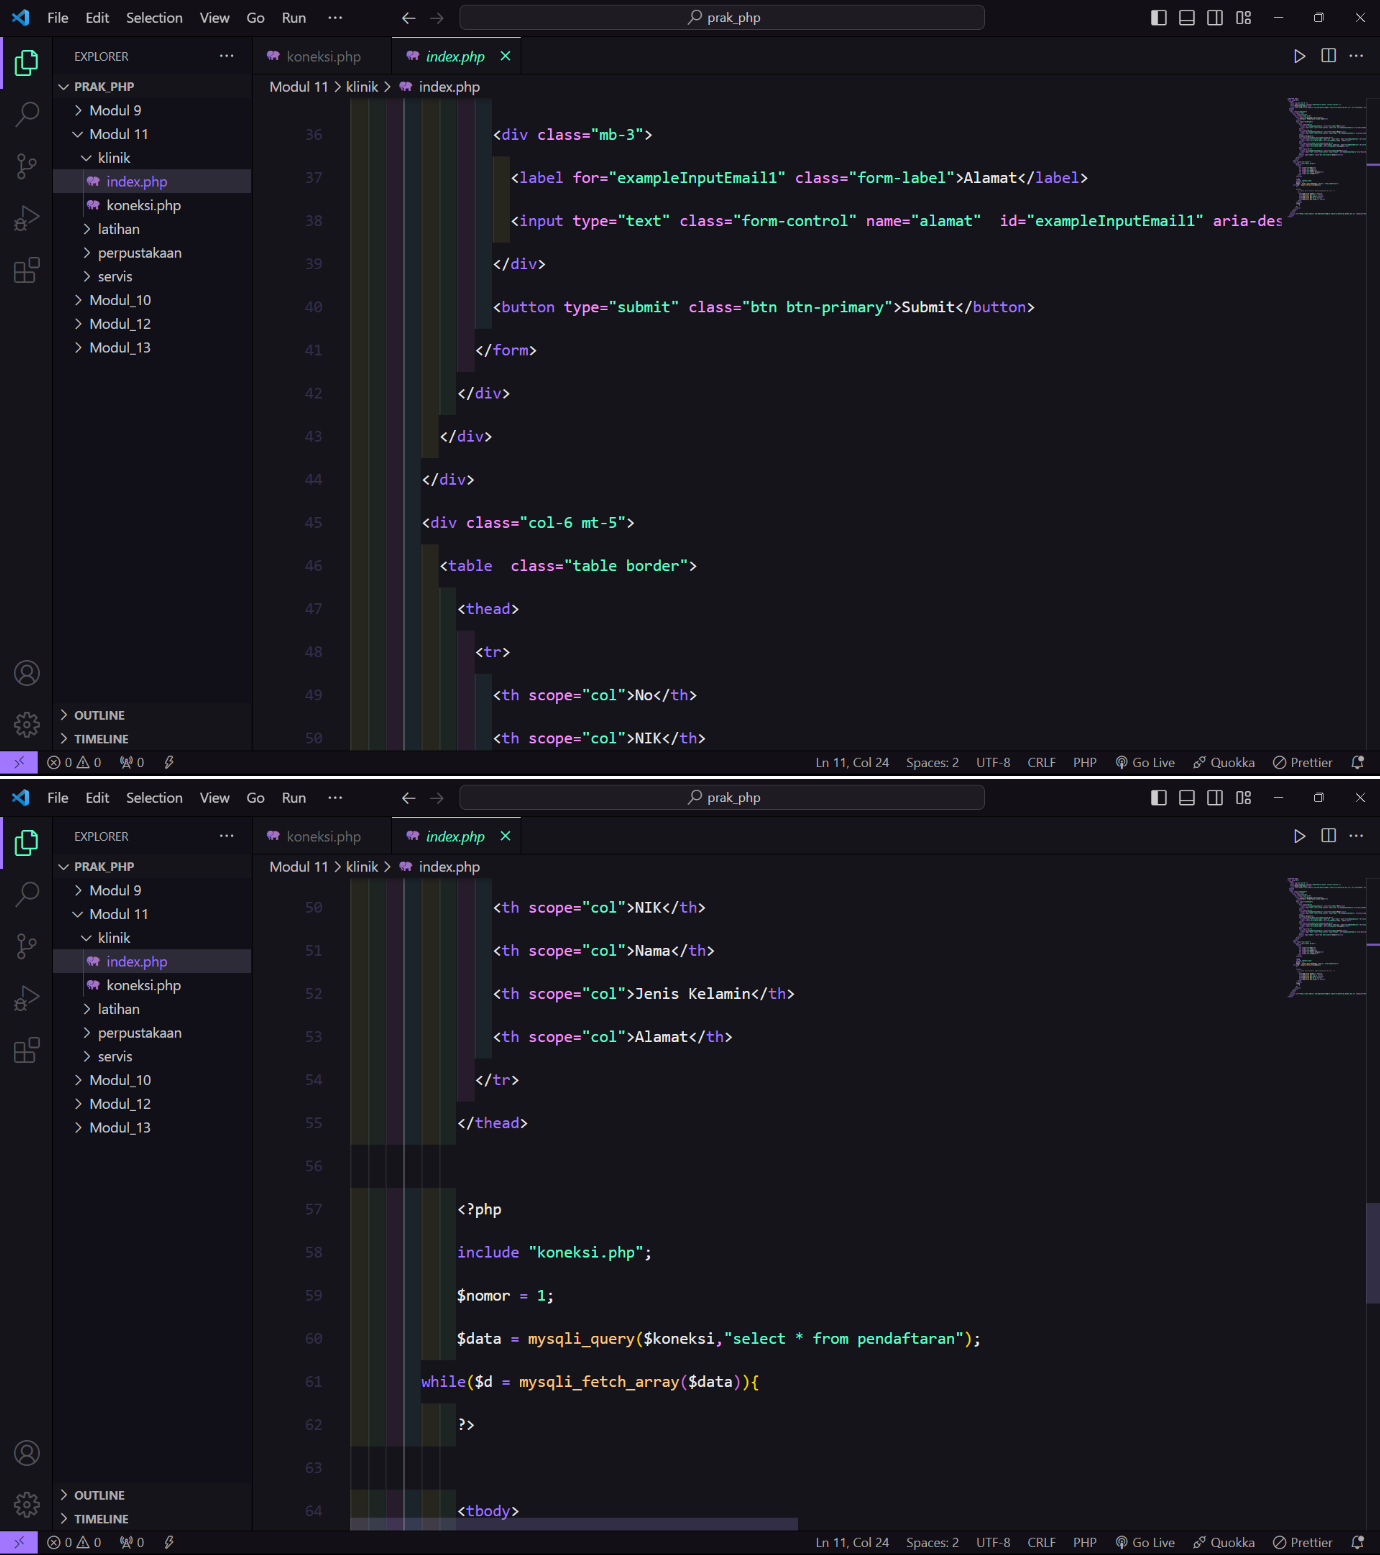 File Edit Selection View Go Run ··· prak_php
EXPLORER ··· koneksi.php index.php
PRAK_PHP
Modul 11 > klinik > index.php
Modul 9
Modul 11
klinik
index.php
koneksi.php
latihan
perpustakaan
servis
Modul_10
Modul_12
Modul_13
36 <div class="mb-3">
37 <label for="exampleInputEmail1" class="form-label">Alamat</label>
38 <input type="text" class="form-control" name="alamat"  id="exampleInputEmail1" aria-des
39 </div>
40 <button type="submit" class="btn btn-primary">Submit</button>
41 </form>
42 </div>
43 </div>
44 </div>
45 <div class="col-6 mt-5">
46 <table  class="table border">
47 <thead>
48 <tr>
49 <th scope="col">No</th>
50 <th scope="col">NIK</th>
OUTLINE
TIMELINE
0 0 0 Ln 11, Col 24 Spaces: 2 UTF-8 CRLF PHP Go Live Quokka Prettier
File Edit Selection View Go Run ··· prak_php
EXPLORER ··· koneksi.php index.php
PRAK_PHP
Modul 11 > klinik > index.php
Modul 9
Modul 11
klinik
index.php
koneksi.php
latihan
perpustakaan
servis
Modul_10
Modul_12
Modul_13
50 <th scope="col">NIK</th>
51 <th scope="col">Nama</th>
52 <th scope="col">Jenis Kelamin</th>
53 <th scope="col">Alamat</th>
54 </tr>
55 </thead>
56
57 <?php
58 include "koneksi.php";
59 $nomor = 1;
60 $data = mysqli_query($koneksi,"select * from pendaftaran");
61 while($d = mysqli_fetch_array($data)){
62 ?>
63
64 <tbody>
OUTLINE
TIMELINE
0 0 0 Ln 11, Col 24 Spaces: 2 UTF-8 CRLF PHP Go Live Quokka Prettier